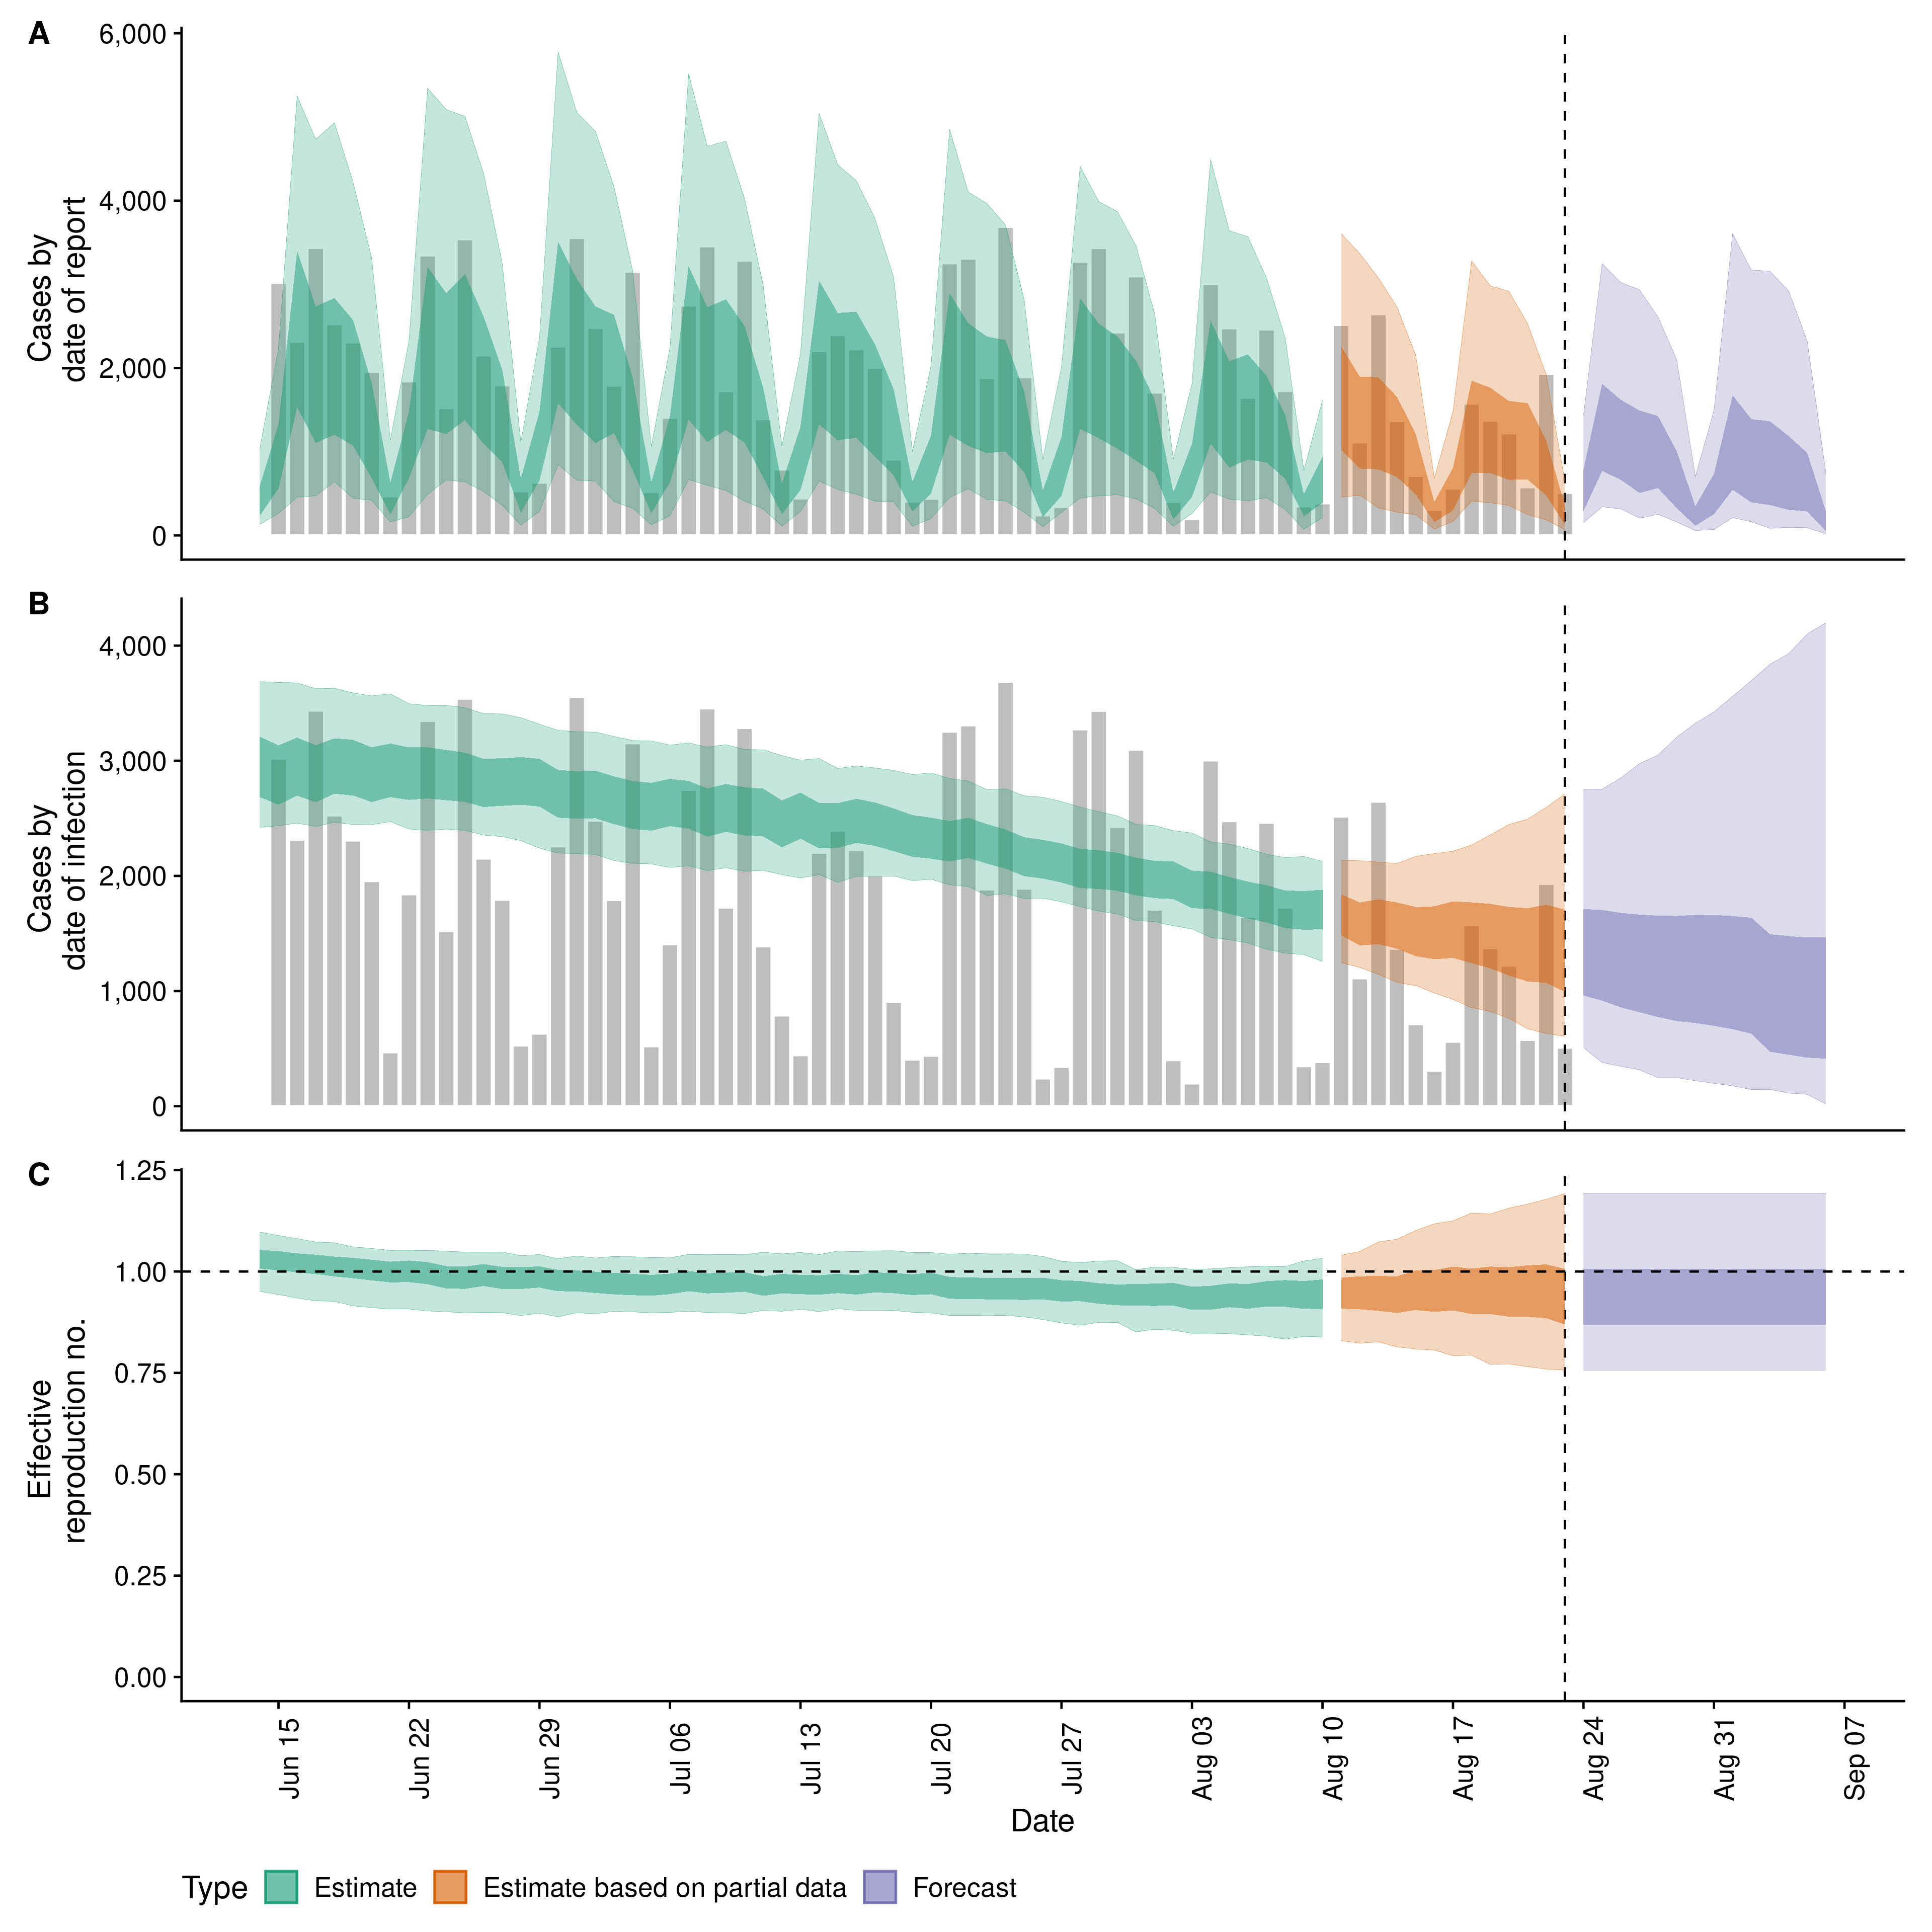 A
Cases by
date of report
6,000
4,000
2,000
0
B
Cases by
date of infection
4,000
3,000
2,000
1,000
0
C
Effective
reproduction no.
1.25
1.00
0.75
0.50
0.25
0.00
Jun 15
Jun 22
Jun 29
Jul 06
Jul 13
Jul 20
Jul 27
Aug 03
Aug 10
Aug 17
Aug 24
Aug 31
Sep 07
Date
Type Estimate Estimate based on partial data Forecast